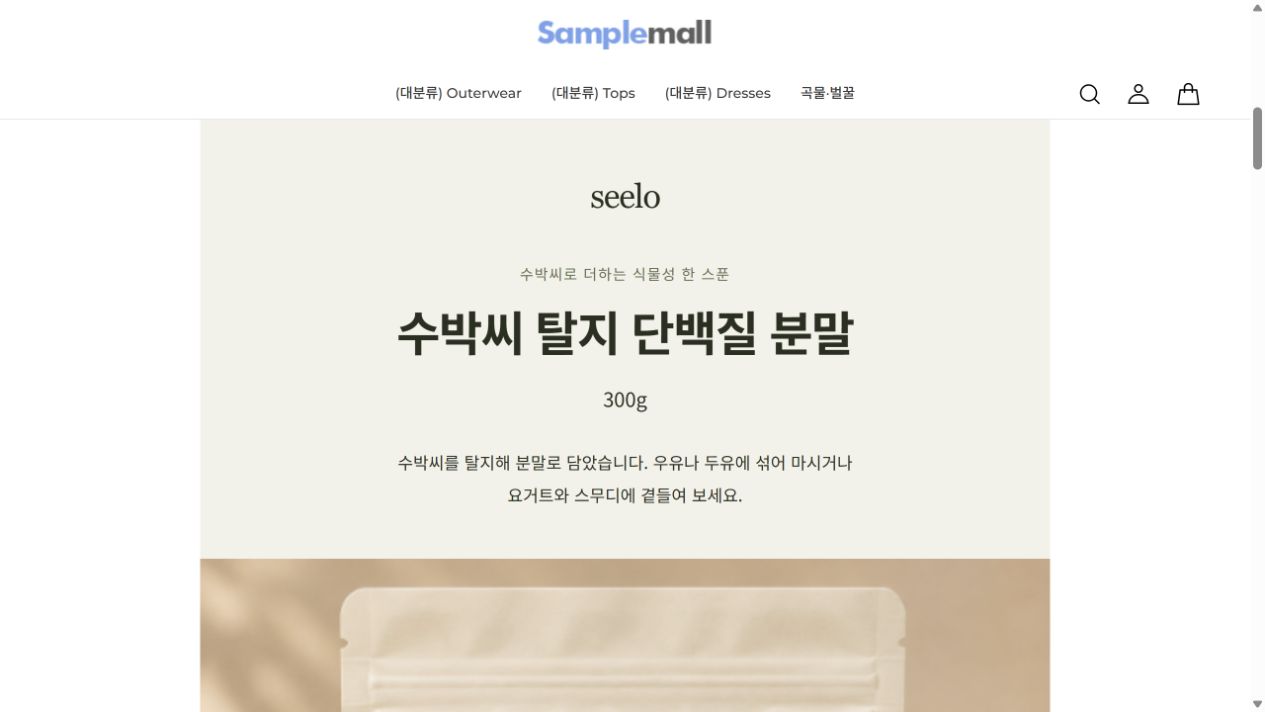 Samplemall
(대분류) Outerwear
(대분류) Tops
(대분류) Dresses
곡물·벌꿀
seelo
수박씨로 더하는 식물성 한 스푼
수박씨 탈지 단백질 분말
300g
수박씨를 탈지해 분말로 담았습니다. 우유나 두유에 섞어 마시거나
요거트와 스무디에 곁들여 보세요.